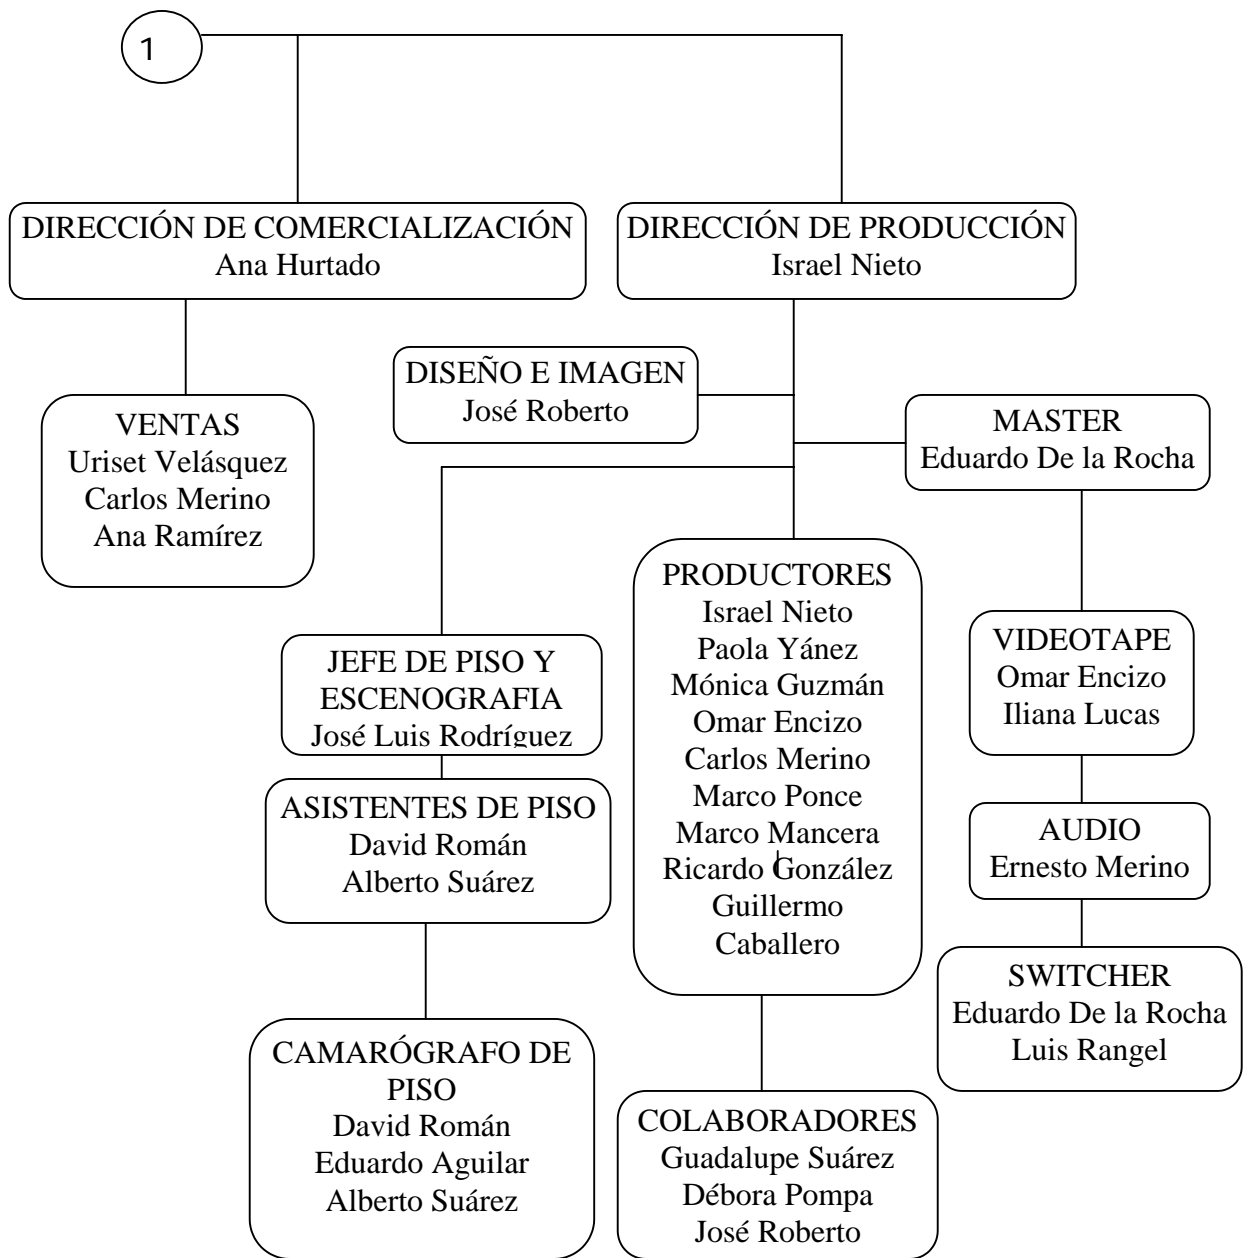 1
DIRECCIÓN DE COMERCIALIZACIÓN
Ana Hurtado
DIRECCIÓN DE PRODUCCIÓN
Israel Nieto
DISEÑO E IMAGEN
José Roberto
VENTAS
Uriset Velásquez
Carlos Merino
Ana Ramírez
MASTER
Eduardo De la Rocha
JEFE DE PISO Y
ESCENOGRAFIA
José Luis Rodríguez
ASISTENTES DE PISO
David Román
Alberto Suárez
CAMARÓGRAFO DE
PISO
David Román
Eduardo Aguilar
Alberto Suárez
PRODUCTORES
Israel Nieto
Paola Yánez
Mónica Guzmán
Omar Encizo
Carlos Merino
Marco Ponce
Marco Mancera
Ricardo González
Guillermo
Caballero
COLABORADORES
Guadalupe Suárez
Débora Pompa
José Roberto
VIDEOTAPE
Omar Encizo
Iliana Lucas
AUDIO
Ernesto Merino
SWITCHER
Eduardo De la Rocha
Luis Rangel